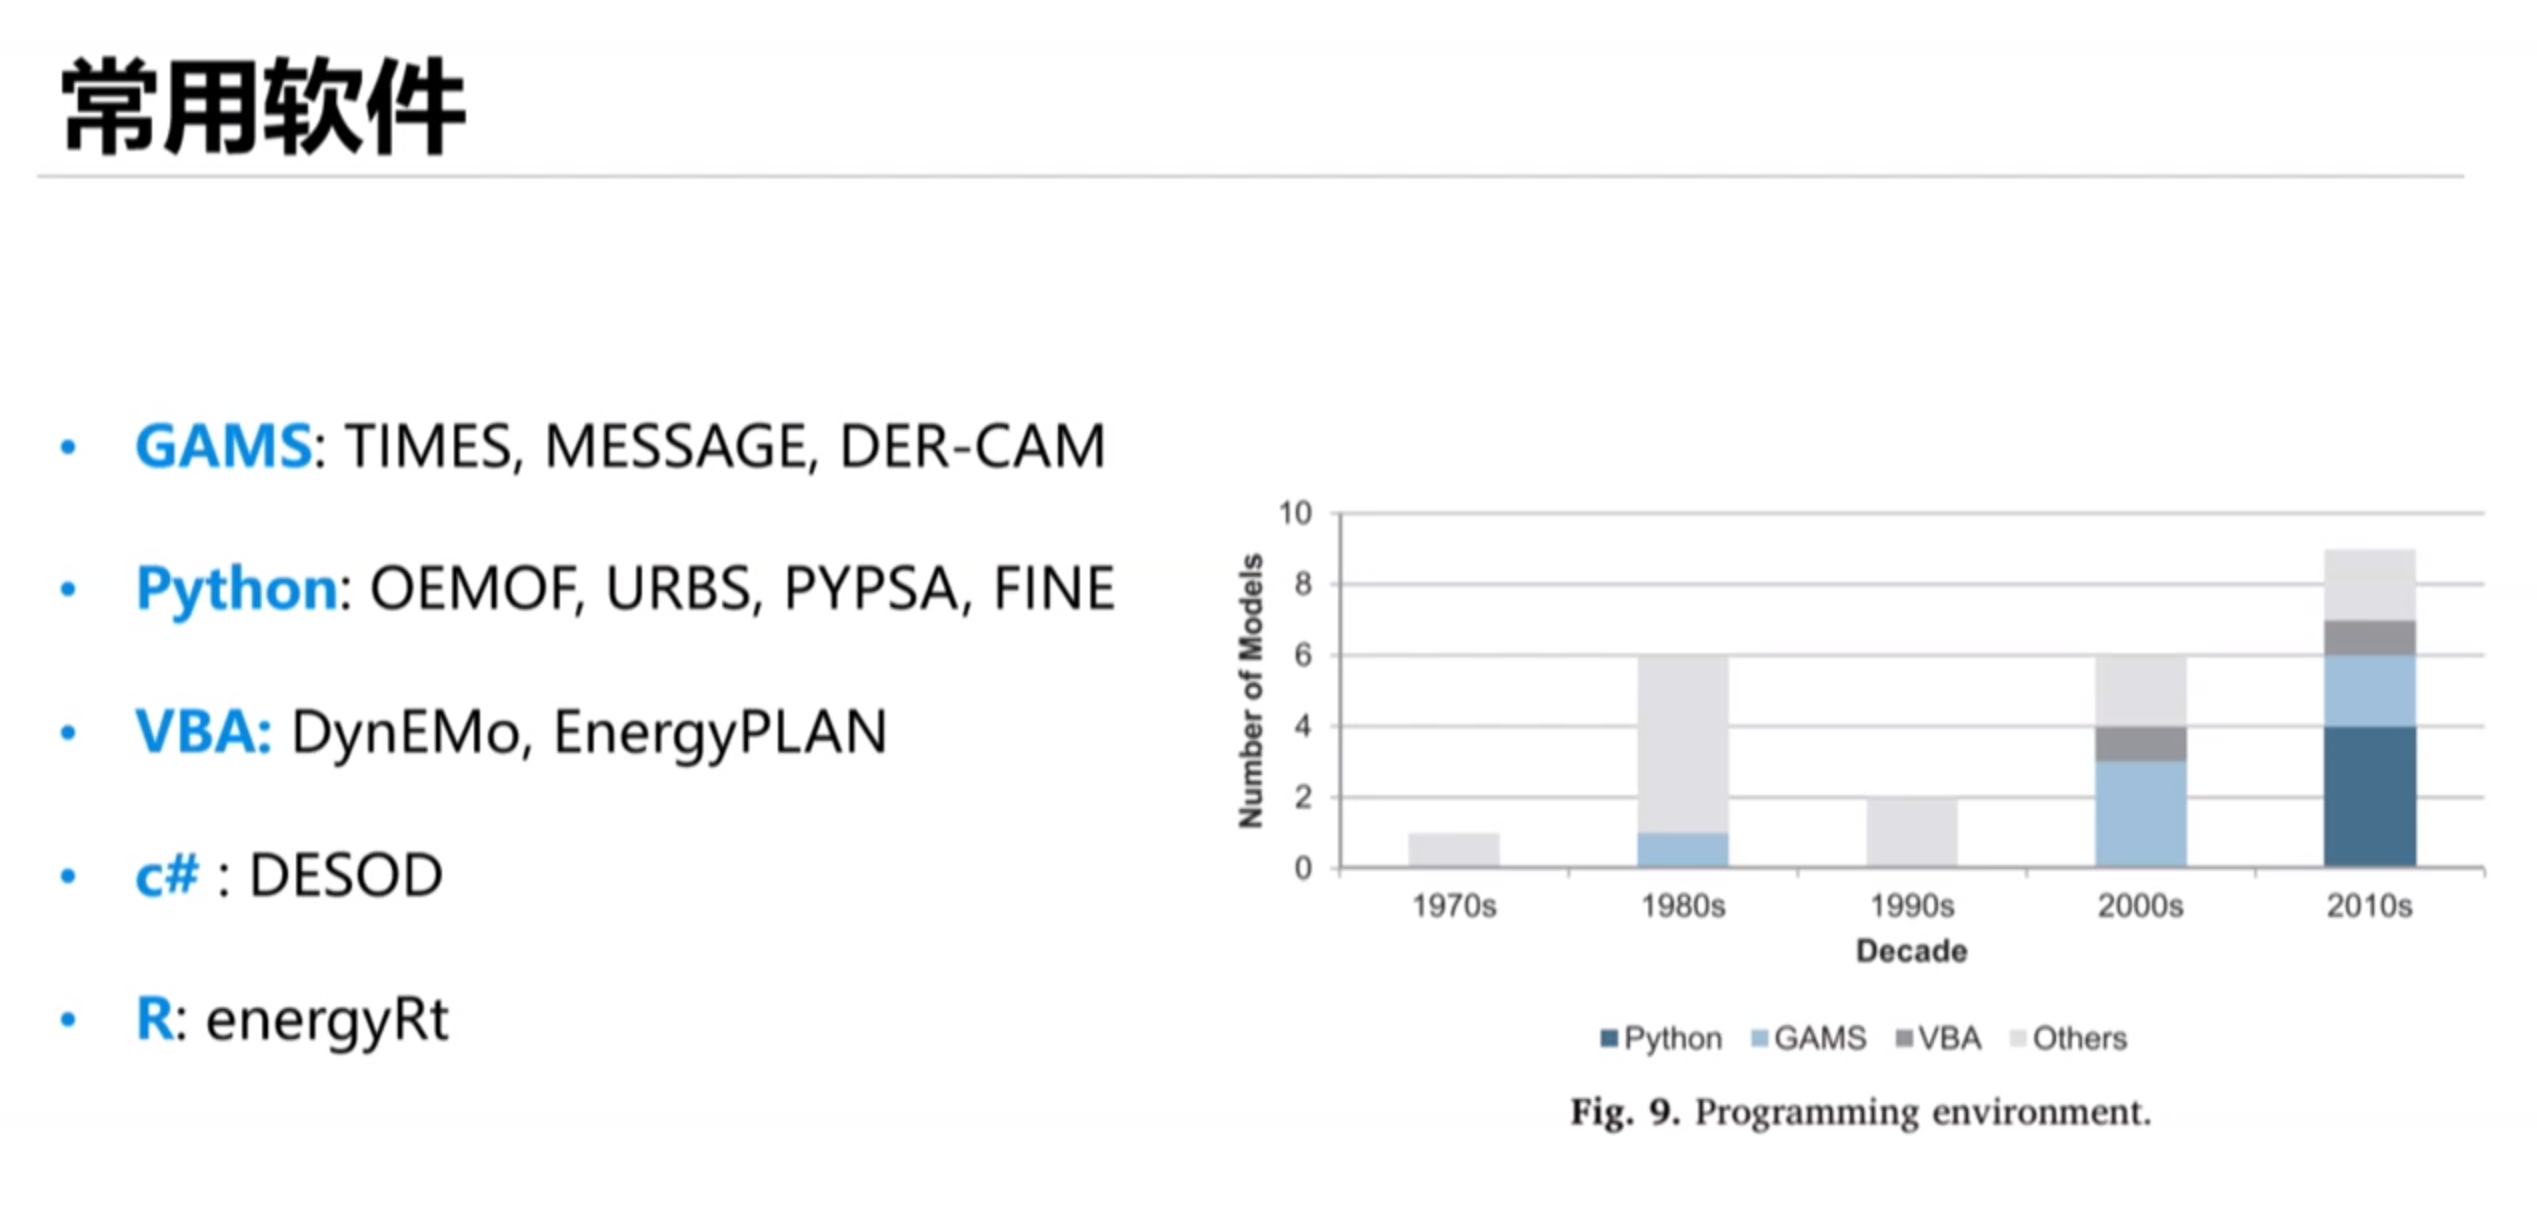 常用软件
• GAMS: TIMES, MESSAGE, DER-CAM
• Python: OEMOF, URBS, PYPSA, FINE
• VBA: DynEMo, EnergyPLAN
• c# : DESOD
• R: energyRt
Number of Models
10
8
6
4
2
0
1970s 1980s 1990s 2000s 2010s
Decade
Python GAMS VBA Others
Fig. 9. Programming environment.